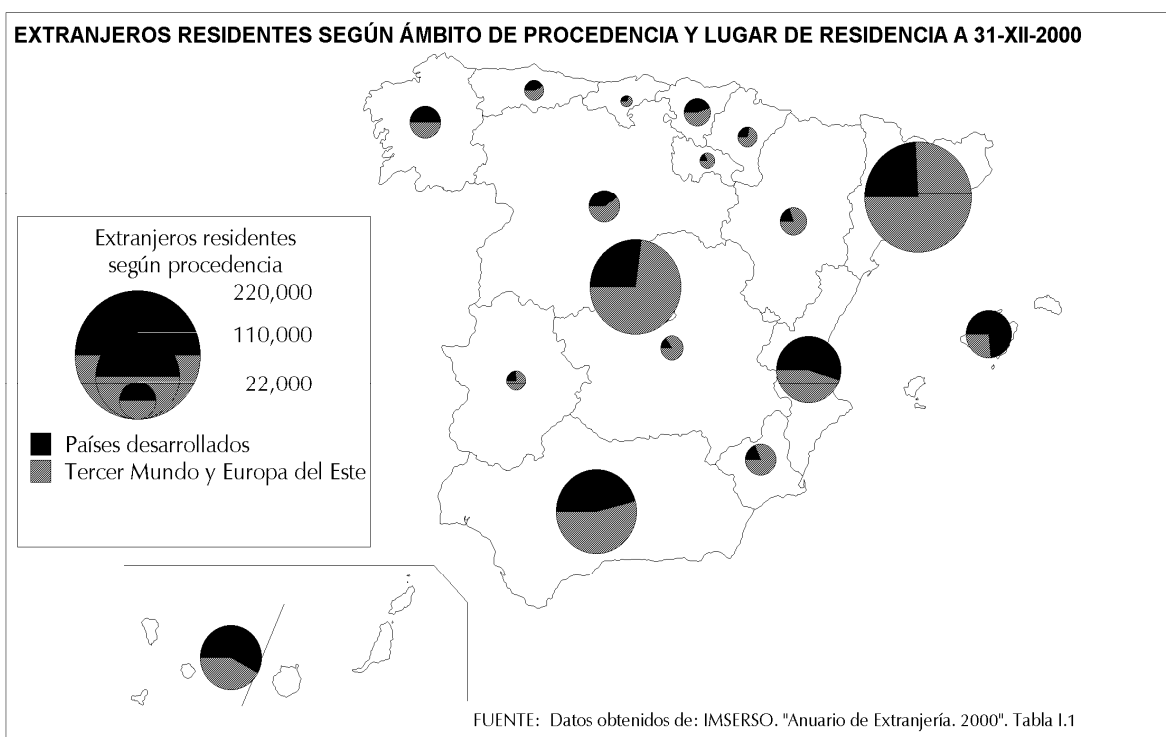 EXTRANJEROS RESIDENTES SEGÚN ÁMBITO DE PROCEDENCIA Y LUGAR DE RESIDENCIA A 31-XII-2000
Extranjeros residentes
según procedencia
220,000
110,000
22,000
Países desarrollados
Tercer Mundo y Europa del Este
FUENTE: Datos obtenidos de: IMSERSO. "Anuario de Extranjería. 2000". Tabla I.1